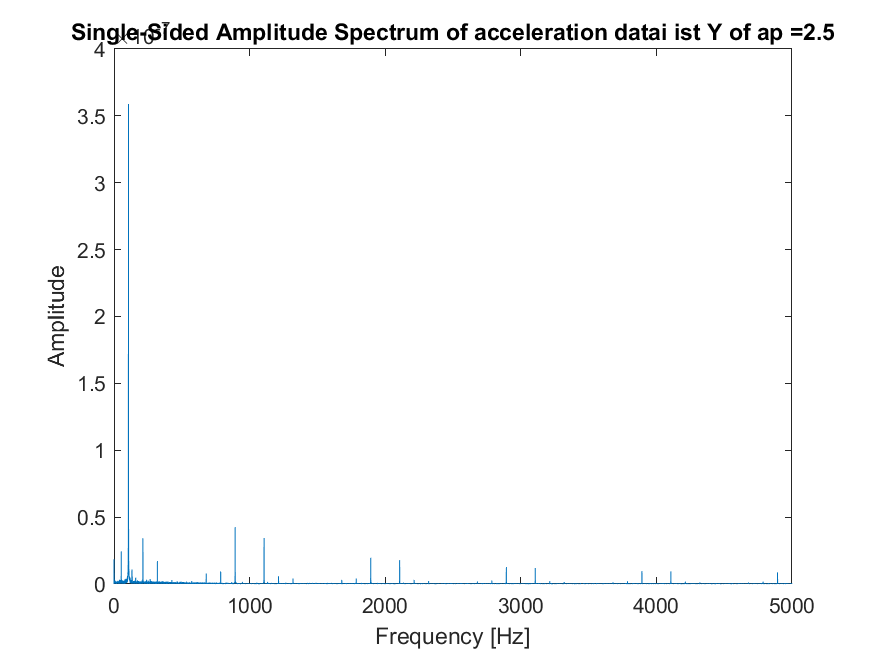 Single-Sided Amplitude Spectrum of acceleration datai ist Y of ap =2.5
4
3.5
3
2.5
2
1.5
1
0.5
0
Amplitude
0 1000 2000 3000 4000 5000
Frequency [Hz]